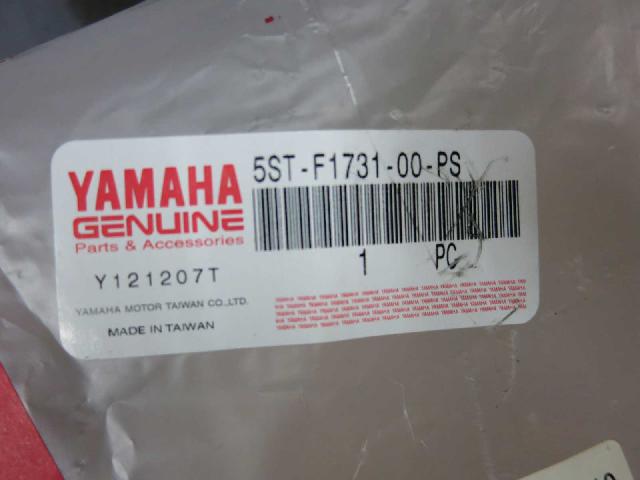 YAMAHA
GENUINE
Parts & Accessories
5ST-F1731-00-PS
1 PC
Y121207T
YAMAHA MOTOR TAIWAN CO.,LTD.
MADE IN TAIWAN